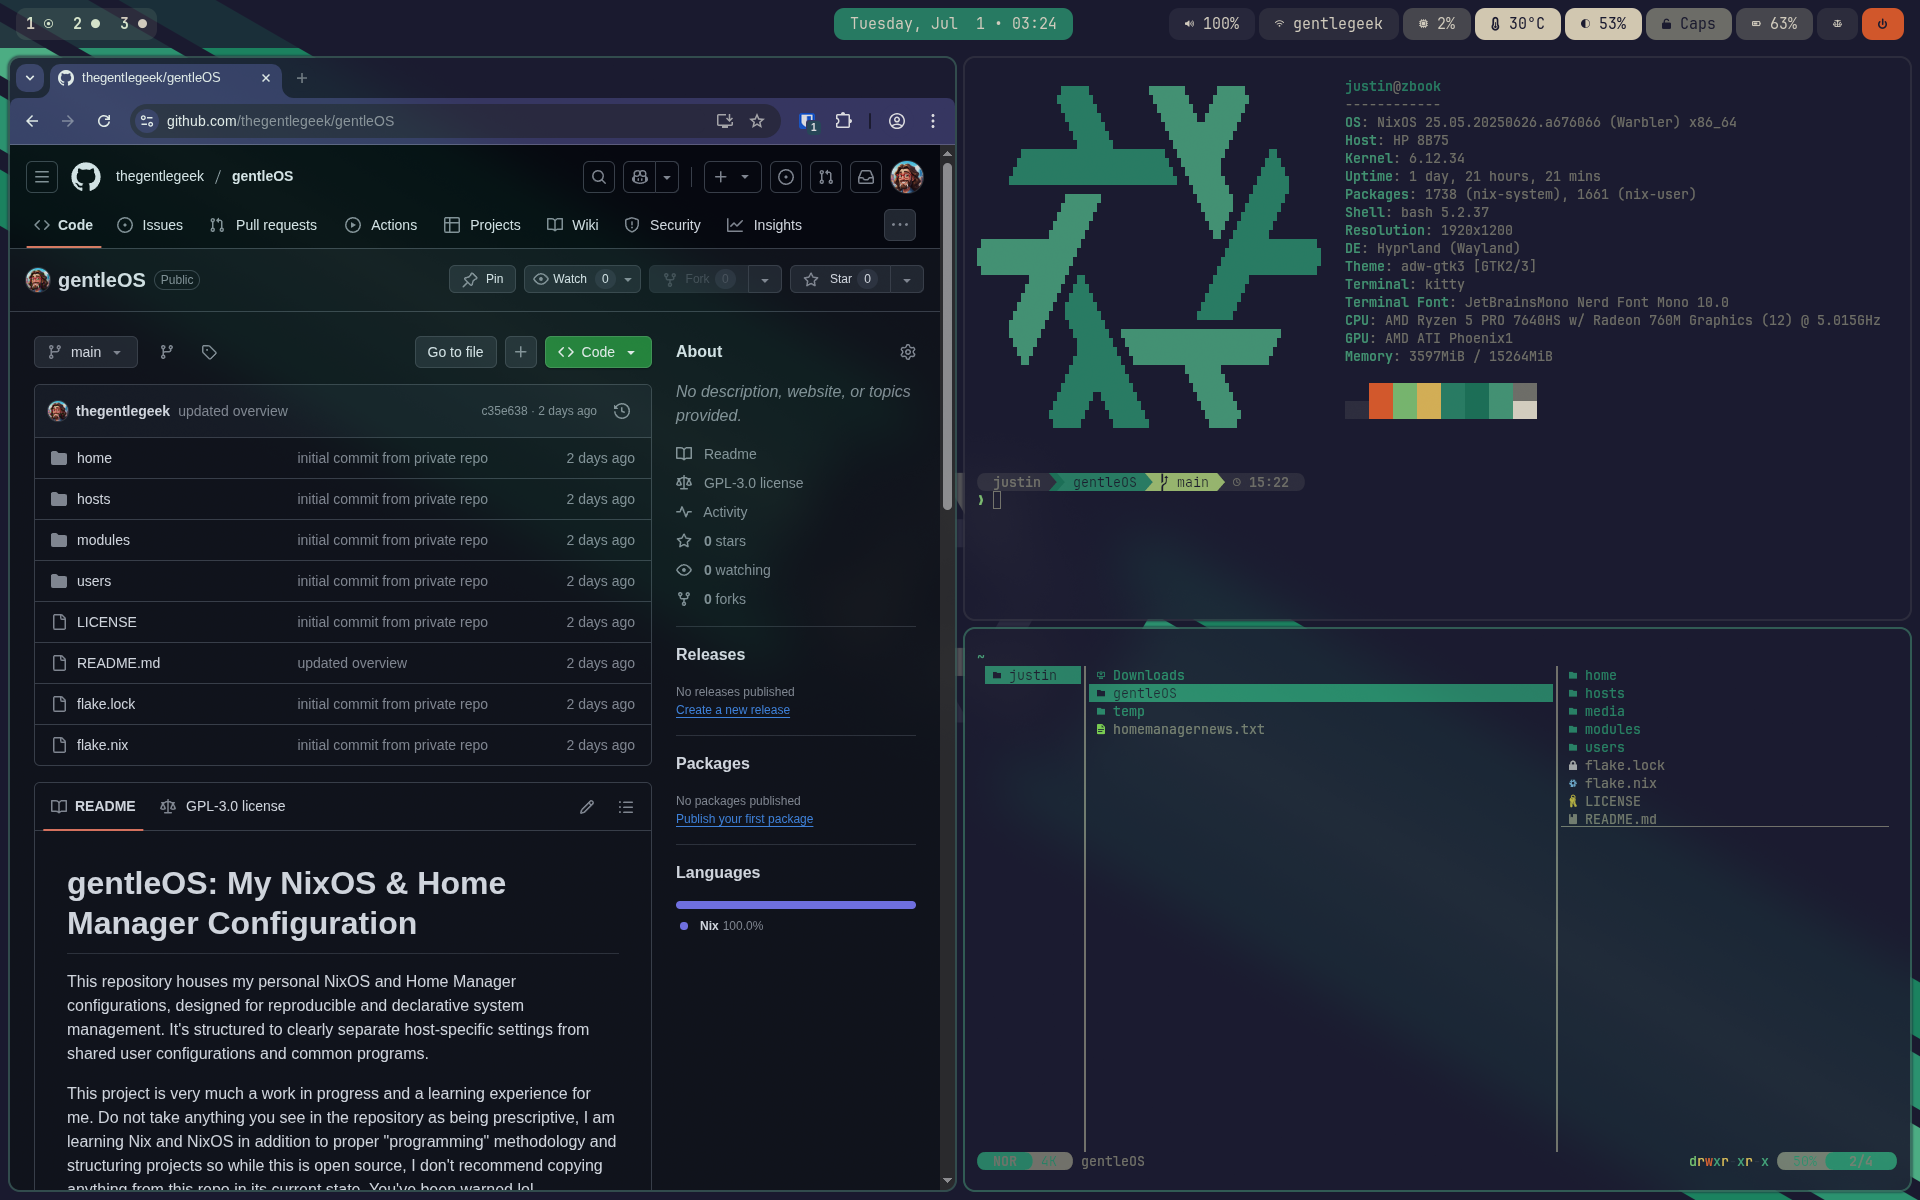 1 2 3
Tuesday, Jul 1 • 03:24
100% gentlegeek 2% 30°C 53% Caps 63%
thegentlegeek/gentleOS
github.com/thegentlegeek/gentleOS
1
thegentlegeek / gentleOS
Code Issues Pull requests Actions Projects Wiki Security Insights
gentleOS Public Pin Watch 0 Fork 0 Star 0
main Go to file Code
thegentlegeek updated overview c35e638 · 2 days ago
home initial commit from private repo 2 days ago
hosts initial commit from private repo 2 days ago
modules initial commit from private repo 2 days ago
users initial commit from private repo 2 days ago
LICENSE initial commit from private repo 2 days ago
README.md updated overview 2 days ago
flake.lock initial commit from private repo 2 days ago
flake.nix initial commit from private repo 2 days ago
README GPL-3.0 license
gentleOS: My NixOS & Home
Manager Configuration
This repository houses my personal NixOS and Home Manager
configurations, designed for reproducible and declarative system
management. It's structured to clearly separate host-specific settings from
shared user configurations and common programs.
This project is very much a work in progress and a learning experience for
me. Do not take anything you see in the repository as being prescriptive, I am
learning Nix and NixOS in addition to proper "programming" methodology and
structuring projects so while this is open source, I don't recommend copying
anything from this repo in its current state. You've been warned lol
About
No description, website, or topics
provided.
Readme
GPL-3.0 license
Activity
0 stars
0 watching
0 forks
Releases
No releases published
Create a new release
Packages
No packages published
Publish your first package
Languages
Nix 100.0%
justin@zbook
------------
OS: NixOS 25.05.20250626.a676066 (Warbler) x86_64
Host: HP 8B75
Kernel: 6.12.34
Uptime: 1 day, 21 hours, 21 mins
Packages: 1738 (nix-system), 1661 (nix-user)
Shell: bash 5.2.37
Resolution: 1920x1200
DE: Hyprland (Wayland)
Theme: adw-gtk3 [GTK2/3]
Terminal: kitty
Terminal Font: JetBrainsMono Nerd Font Mono 10.0
CPU: AMD Ryzen 5 PRO 7640HS w/ Radeon 760M Graphics (12) @ 5.015GHz
GPU: AMD ATI Phoenix1
Memory: 3597MiB / 15264MiB
justin gentleOS main 15:22
❯
~
justin
Downloads
gentleOS
temp
homemanagernews.txt
home
hosts
media
modules
users
flake.lock
flake.nix
LICENSE
README.md
NOR 4K gentleOS drwxr xr x 50% 2/4